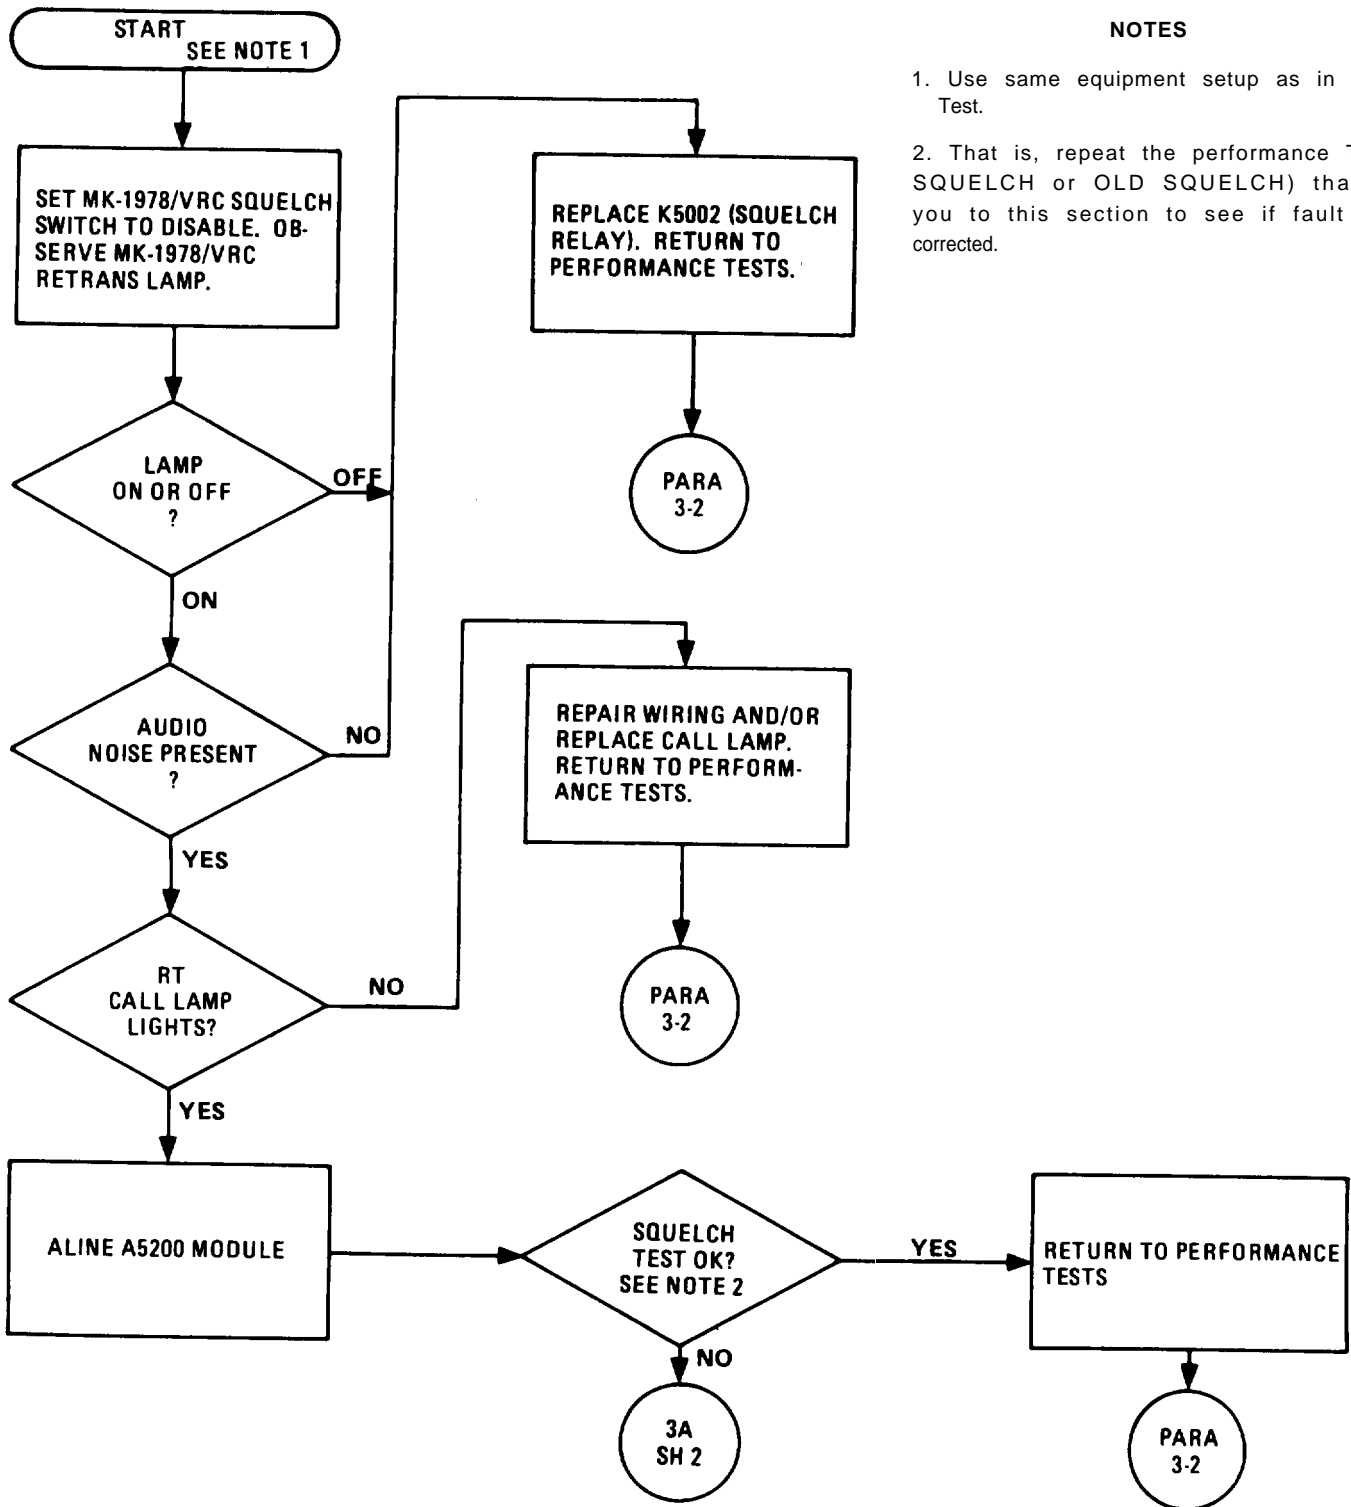 START
SEE NOTE 1
SET MK-1978/VRC SQUELCH
SWITCH TO DISABLE. OB-
SERVE MK-1978/VRC
RETRANS LAMP.
LAMP
ON OR OFF
?
OFF
ON
AUDIO
NOISE PRESENT
?
NO
YES
RT
CALL LAMP
LIGHTS?
NO
YES
ALINE A5200 MODULE
REPLACE K5002 (SQUELCH
RELAY). RETURN TO
PERFORMANCE TESTS.
PARA
3-2
REPAIR WIRING AND/OR
REPLACE CALL LAMP.
RETURN TO PERFORM-
ANCE TESTS.
PARA
3-2
SQUELCH
TEST OK?
SEE NOTE 2
YES
NO
3A
SH 2
RETURN TO PERFORMANCE
TESTS
PARA
3-2
NOTES
1. Use same equipment setup as in
Test.
2. That is, repeat the performance
SQUELCH or OLD SQUELCH) tha
you to this section to see if fault
corrected.